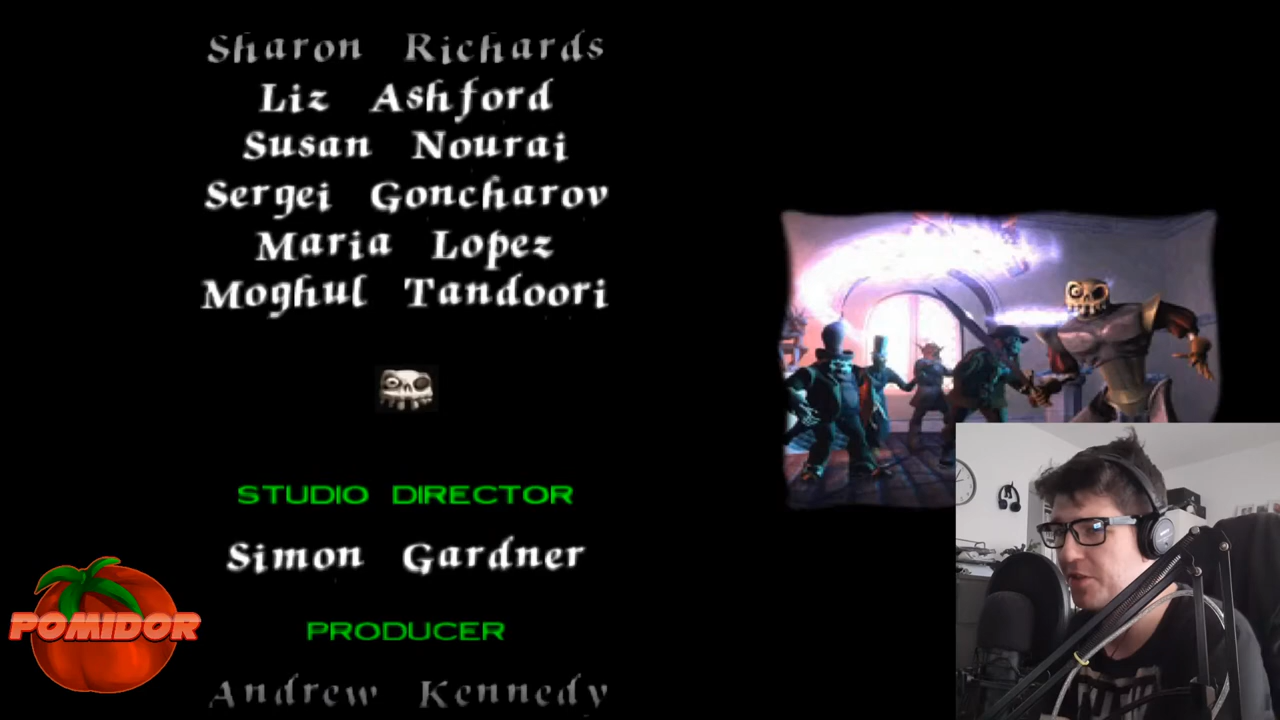 Sharon Richards
Liz Ashford
Susan Nourai
Sergei Goncharov
Maria Lopez
Moghul Tandoori
STUDIO DIRECTOR
Simon Gardner
PRODUCER
Andrew Kennedy
POMIDOR